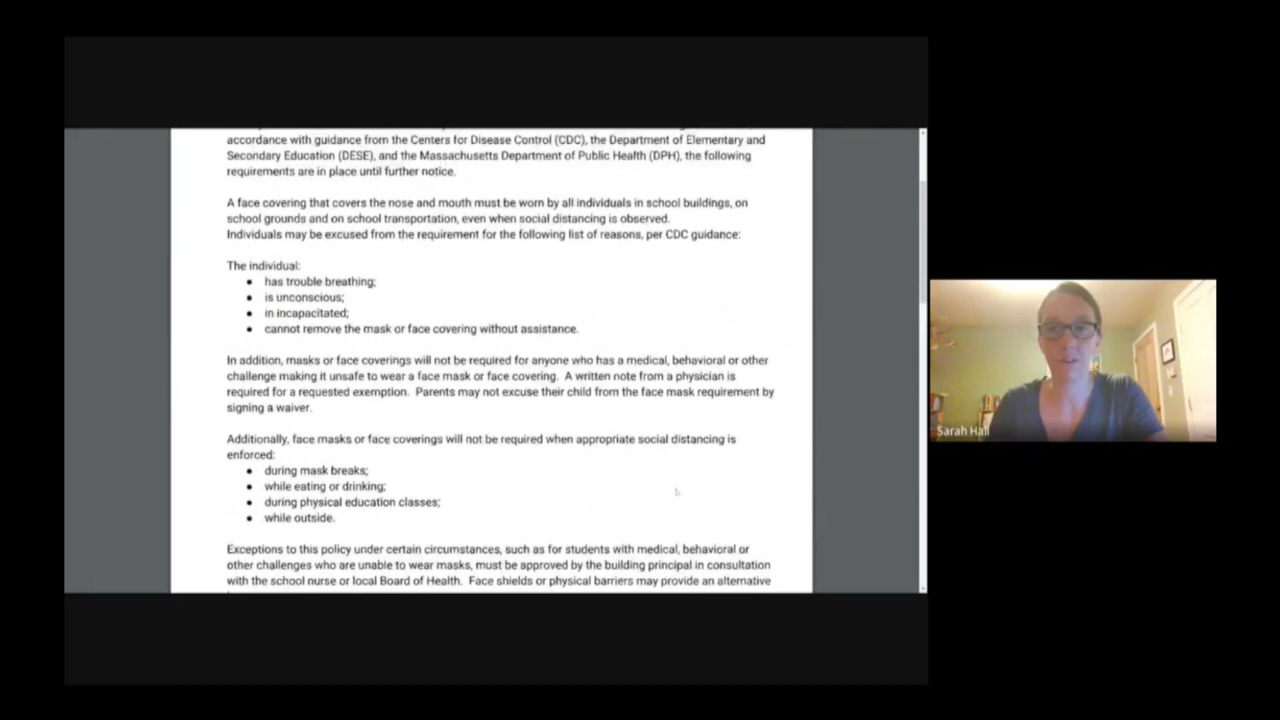 accordance with guidance from the Centers for Disease Control (CDC), the Department of Elementary and
Secondary Education (DESE), and the Massachusetts Department of Public Health (DPH), the following
requirements are in place until further notice.
A face covering that covers the nose and mouth must be worn by all individuals in school buildings, on
school grounds and on school transportation, even when social distancing is observed.
Individuals may be excused from the requirement for the following list of reasons, per CDC guidance:
The individual:
• has trouble breathing;
• is unconscious;
• in incapacitated;
• cannot remove the mask or face covering without assistance.
In addition, masks or face coverings will not be required for anyone who has a medical, behavioral or other
challenge making it unsafe to wear a face mask or face covering. A written note from a physician is
required for a requested exemption. Parents may not excuse their child from the face mask requirement by
signing a waiver.
Additionally, face masks or face coverings will not be required when appropriate social distancing is
enforced:
• during mask breaks;
• while eating or drinking;
• during physical education classes;
• while outside.
Exceptions to this policy under certain circumstances, such as for students with medical, behavioral or
other challenges who are unable to wear masks, must be approved by the building principal in consultation
with the school nurse or local Board of Health. Face shields or physical barriers may provide an alternative
Sarah Hall